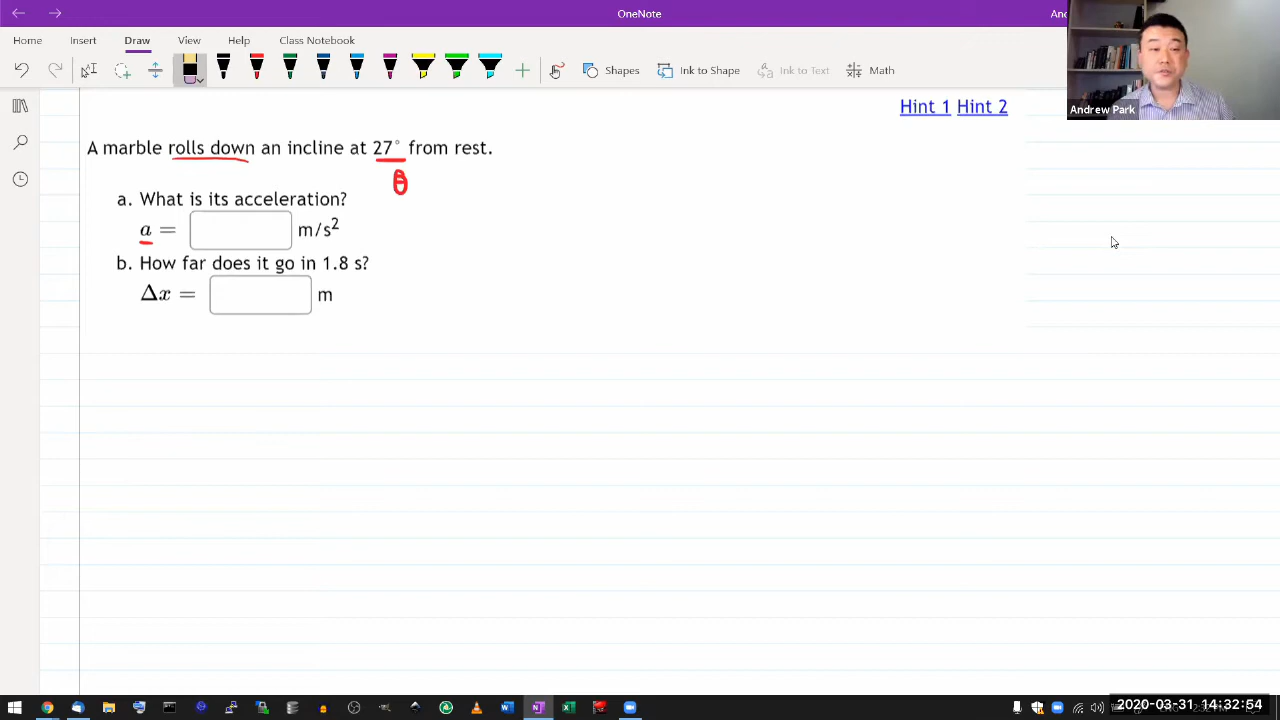 OneNote
And
Home Insert Draw View Help Class Notebook
Shapes Ink to Shape Ink to Text Math
Andrew Park
Hint 1 Hint 2
A marble rolls down an incline at 27° from rest.
θ
a. What is its acceleration?
a = m/s²
b. How far does it go in 1.8 s?
Δx = m
2020-03-31 14:32:54